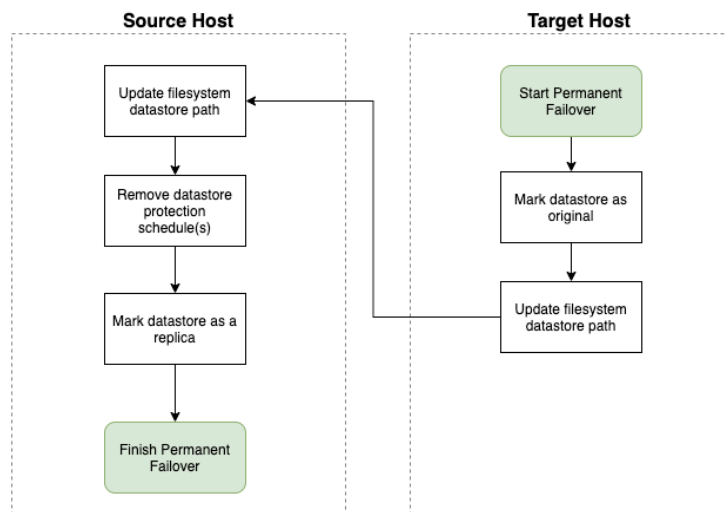 Source Host
Update filesystem
datastore path
Remove datastore
protection
schedule(s)
Mark datastore as a
replica
Finish Permanent
Failover
Target Host
Start Permanent
Failover
Mark datastore as
original
Update filesystem
datastore path